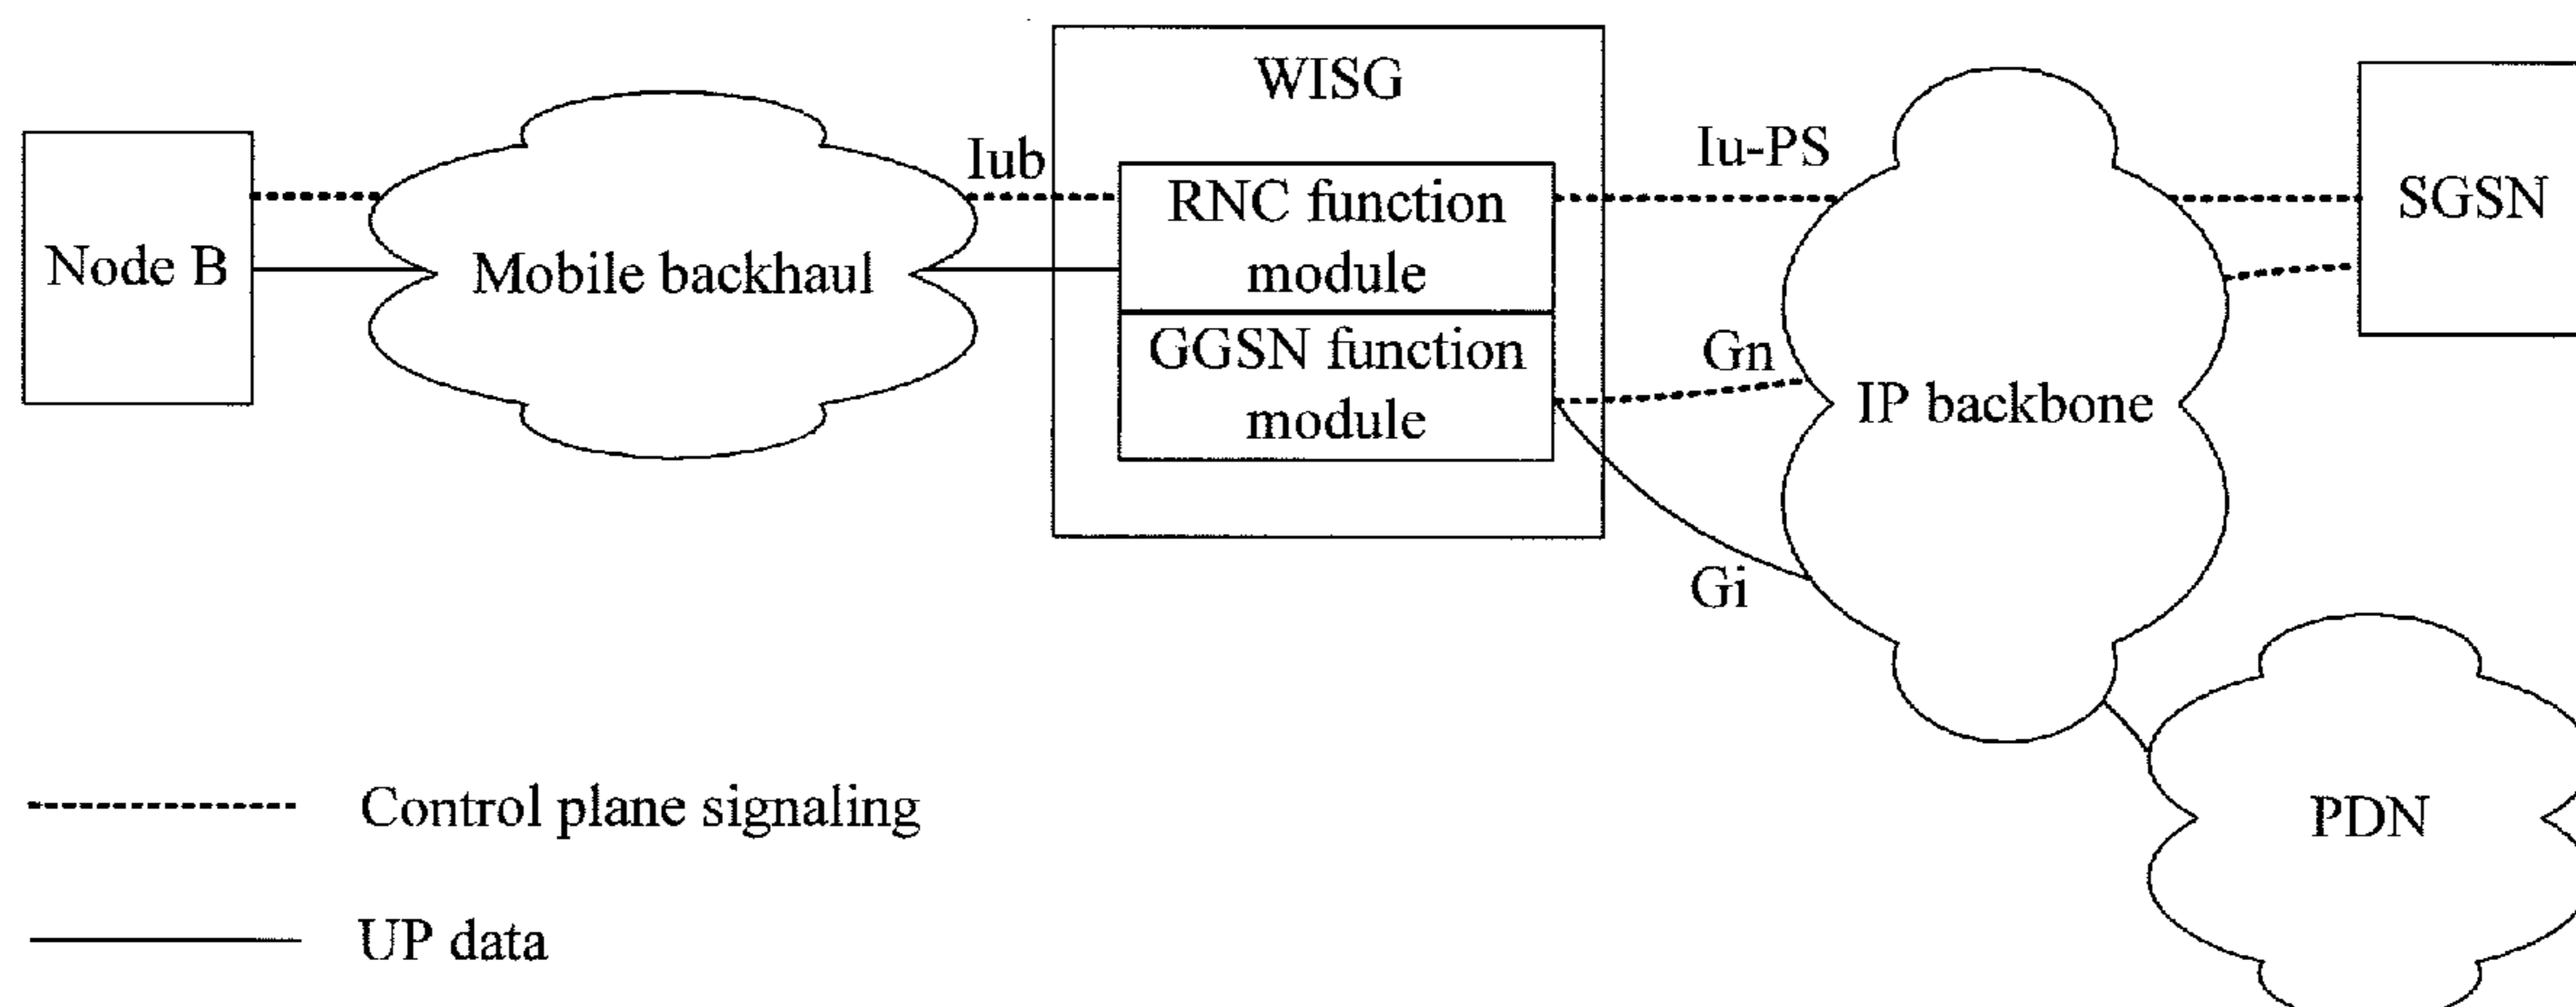 WISG
Iub
Iu-PS
RNC function
module
SGSN
Node B
Mobile backhaul
GGSN function
module
Gn
IP backbone
Gi
Control plane signaling
PDN
UP data